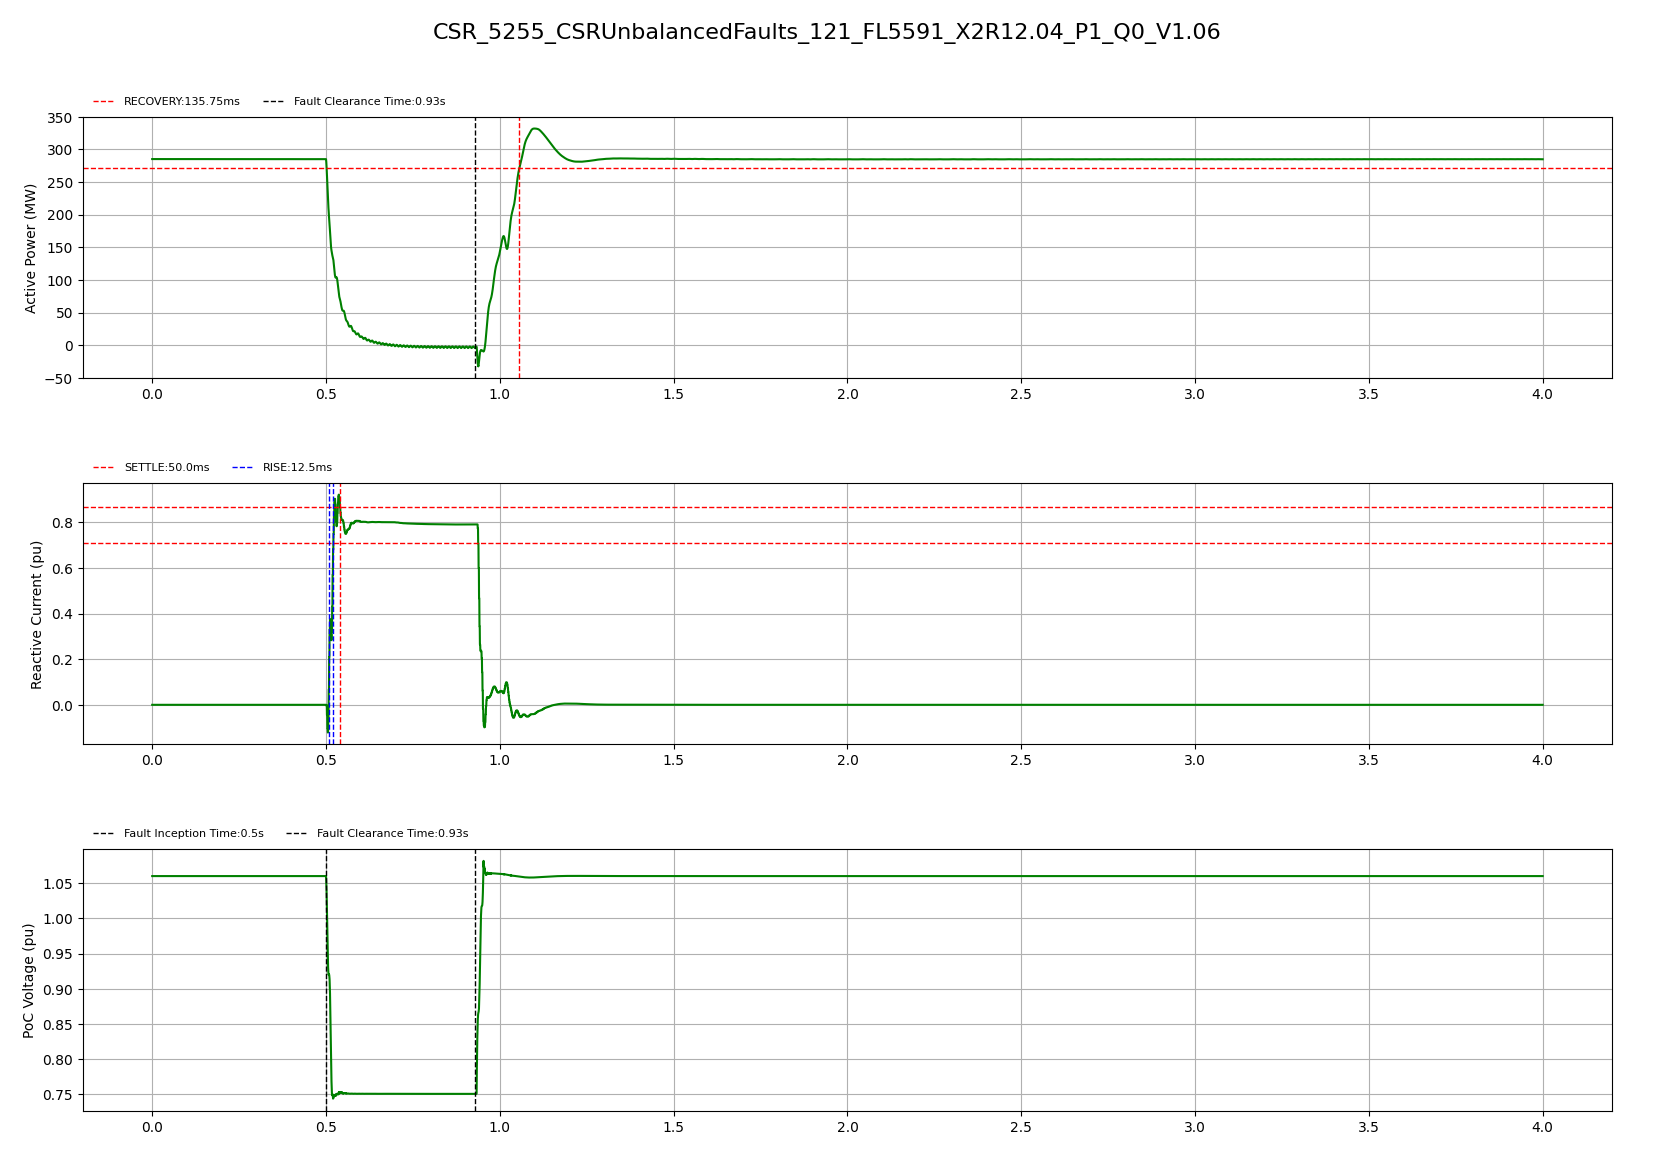 CSR_5255_CSRUnbalancedFaults_121_FL5591_X2R12.04_P1_Q0_V1.06
RECOVERY:135.75ms Fault Clearance Time:0.93s
Active Power (MW)
350
300
250
200
150
100
50
0
−50
0.0 0.5 1.0 1.5 2.0 2.5 3.0 3.5 4.0
SETTLE:50.0ms RISE:12.5ms
Reactive Current (pu)
0.8
0.6
0.4
0.2
0.0
0.0 0.5 1.0 1.5 2.0 2.5 3.0 3.5 4.0
Fault Inception Time:0.5s Fault Clearance Time:0.93s
PoC Voltage (pu)
1.05
1.00
0.95
0.90
0.85
0.80
0.75
0.0 0.5 1.0 1.5 2.0 2.5 3.0 3.5 4.0